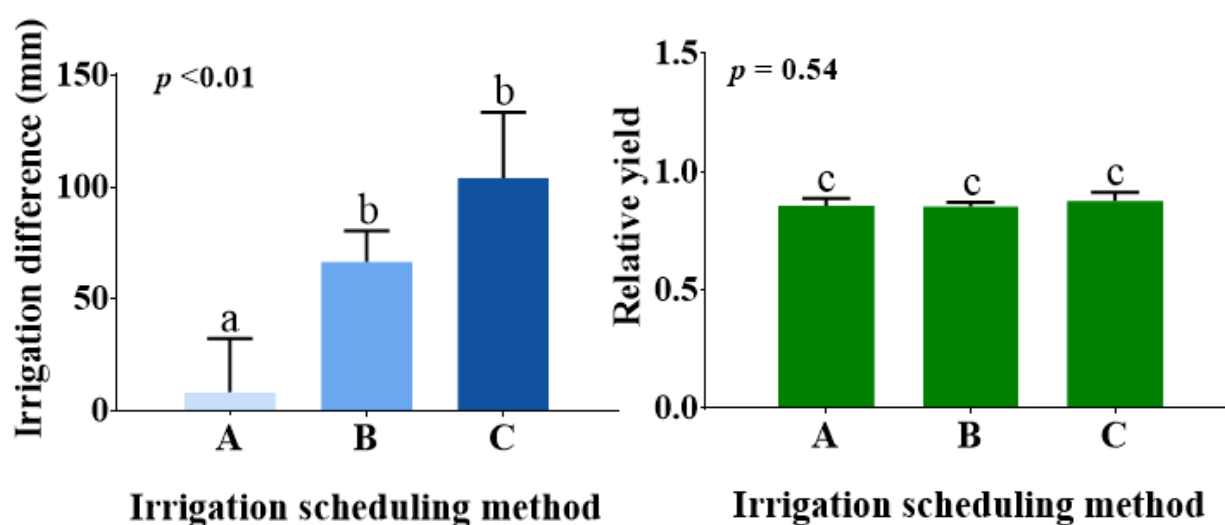 Irrigation difference (mm)
150
100
50
0
p <0.01
a
b
b
A B C
Irrigation scheduling method
Relative yield
1.5
1.0
0.5
0.0
p = 0.54
c c c
A B C
Irrigation scheduling method